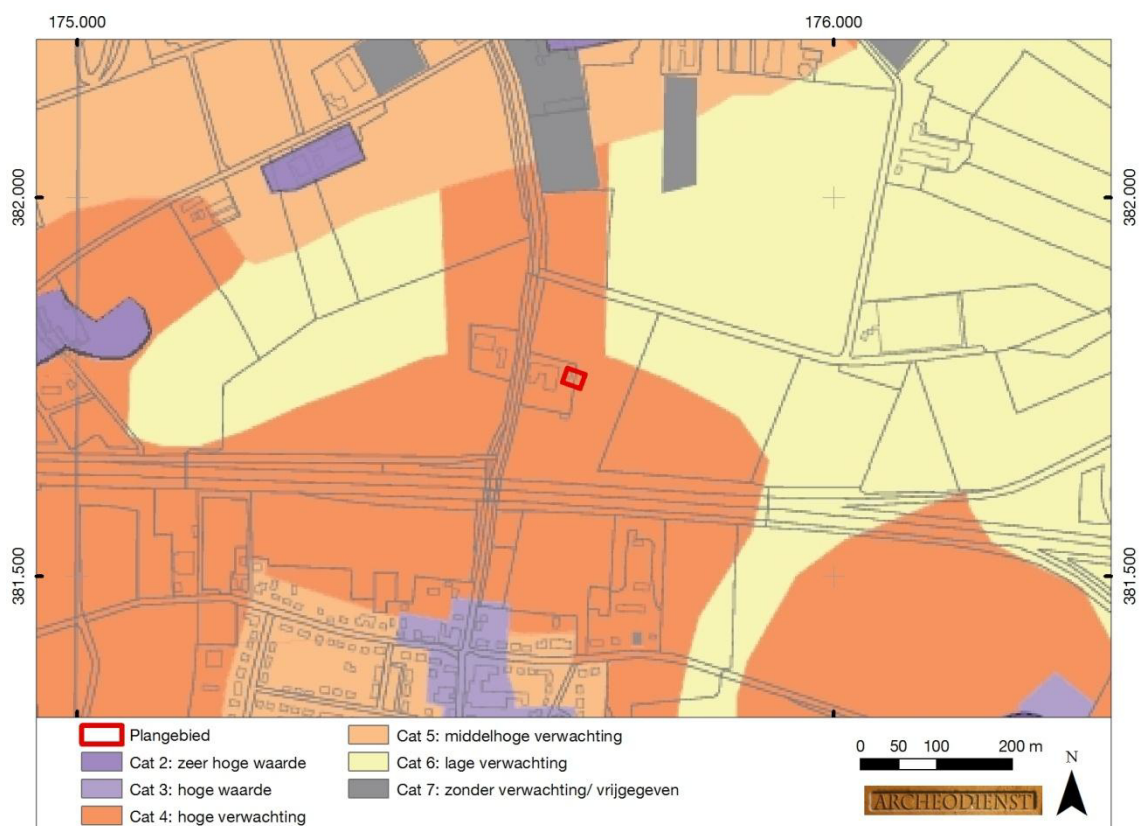 175.000
176.000
382.000
382.000
381.500
381.500
Plangebied
Cat 2: zeer hoge waarde
Cat 3: hoge waarde
Cat 4: hoge verwachting
Cat 5: middelhoge verwachting
Cat 6: lage verwachting
Cat 7: zonder verwachting/ vrijgegeven
0 50 100 200 m
N
ARCHEODIENST